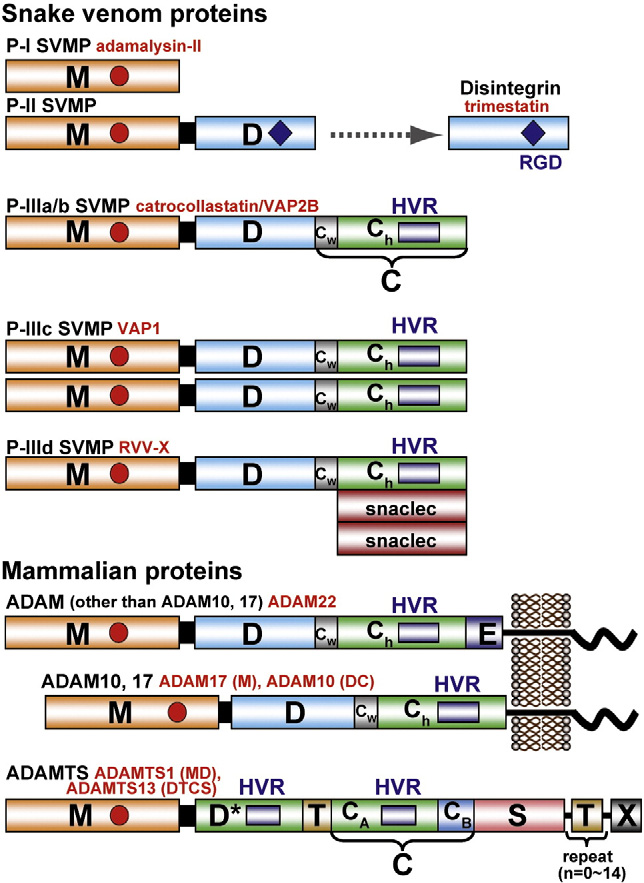 Snake venom proteins
P-I SVMP adamalysin-II
M
P-II SVMP
M D
Disintegrin
trimestatin
RGD
P-IIIa/b SVMP catrocollastatin/VAP2B HVR
M D Cw Ch
C
P-IIIc SVMP VAP1 HVR
M D Cw Ch
M D Cw Ch
P-IIId SVMP RVV-X HVR
M D Cw Ch
snaclec
snaclec
Mammalian proteins
ADAM (other than ADAM10, 17) ADAM22 HVR
M D Cw Ch E
ADAM10, 17 ADAM17 (M), ADAM10 (DC) HVR
M D Cw Ch
ADAMTS ADAMTS1 (MD),
ADAMTS13 (DTCS) HVR HVR
M D* T CA CB S T X
C
repeat
(n=0~14)